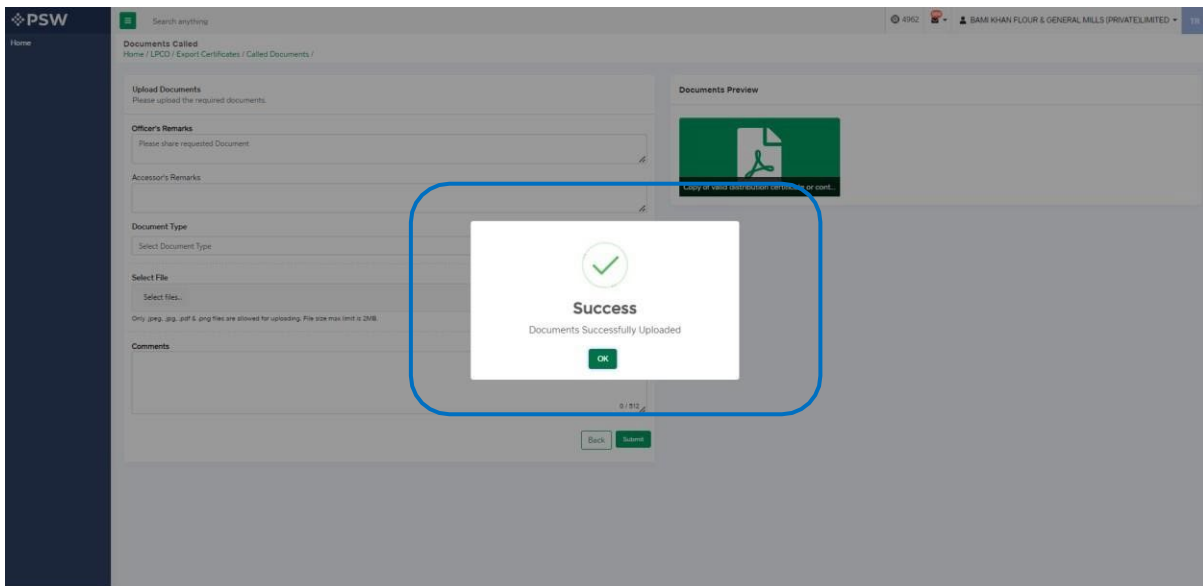 PSW
Search anything
4962
BAMI KHAN FLOUR & GENERAL MILLS (PRIVATE)LIMITED
Home
Documents Called
Home / LPCO / Export Certificates / Called Documents /
Upload Documents
Please upload the required documents.
Officer's Remarks
Please share requested Document
Accessor's Remarks
Document Type
Select Document Type
Select File
Select files..
Only .jpeg, .jpg, .pdf & .png files are allowed for uploading. File size max limit is 2MB.
Comments
0 / 512
Back
Submit
Documents Preview
Copy of valid distribution certificate or cont...
Success
Documents Successfully Uploaded
OK